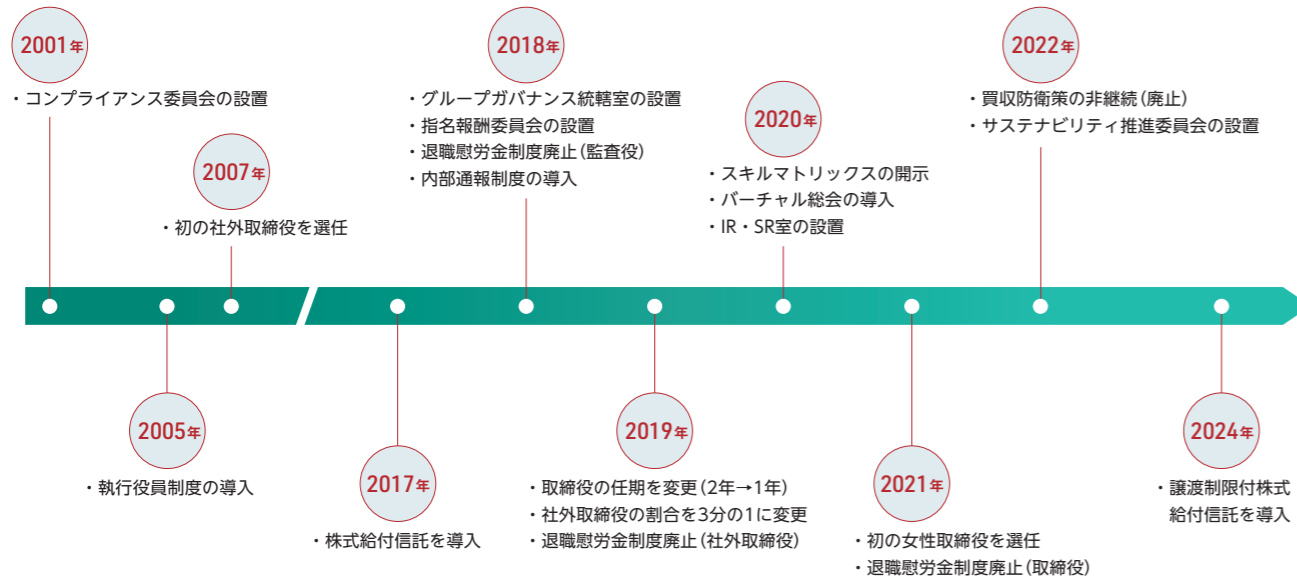 2001年
・コンプライアンス委員会の設置
2005年
・執行役員制度の導入
2007年
・初の社外取締役を選任
2017年
・株式給付信託を導入
2018年
・グループガバナンス統轄室の設置
・指名報酬委員会の設置
・退職慰労金制度廃止（監査役）
・内部通報制度の導入
2019年
・取締役の任期を変更（2年→1年）
・社外取締役の割合を3分の1に変更
・退職慰労金制度廃止（社外取締役）
2020年
・スキルマトリックスの開示
・バーチャル総会の導入
・IR・SR室の設置
2021年
・初の女性取締役を選任
・退職慰労金制度廃止（取締役）
2022年
・買収防衛策の非継続（廃止）
・サステナビリティ推進委員会の設置
2024年
・譲渡制限付株式
給付信託を導入